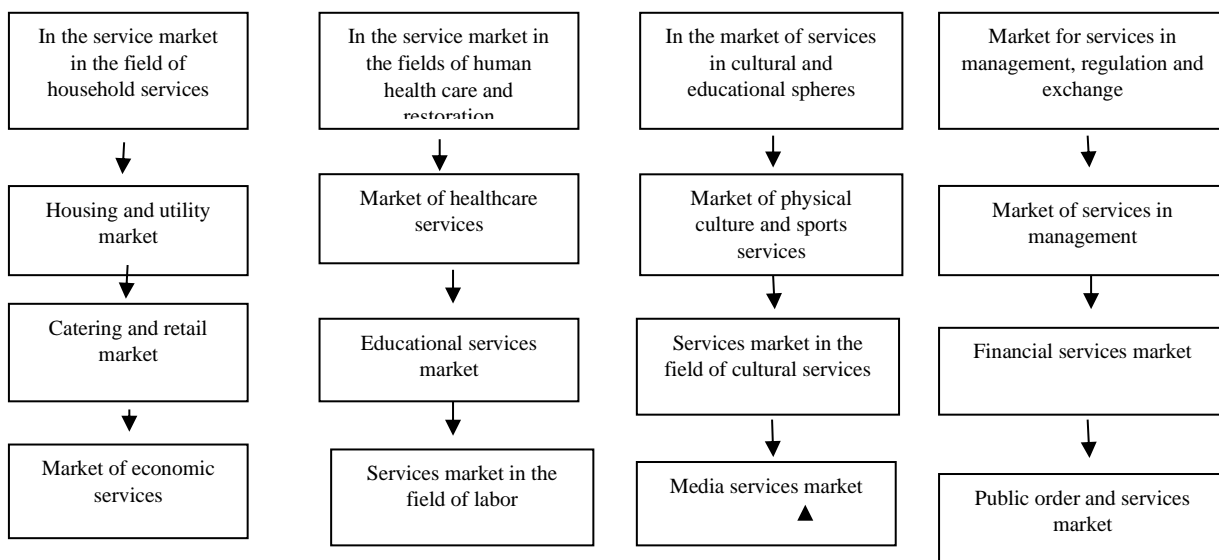 In the service market
in the field of
household services
In the service market in
the fields of human
health care and
restoration
In the market of services
in cultural and
educational spheres
Market for services in
management, regulation and
exchange
Housing and utility
market
Market of healthcare
services
Market of physical
culture and sports
services
Market of services in
management
Catering and retail
market
Educational services
market
Services market in the
field of cultural services
Financial services market
Market of economic
services
Services market in the
field of labor
Media services market
Public order and services
market